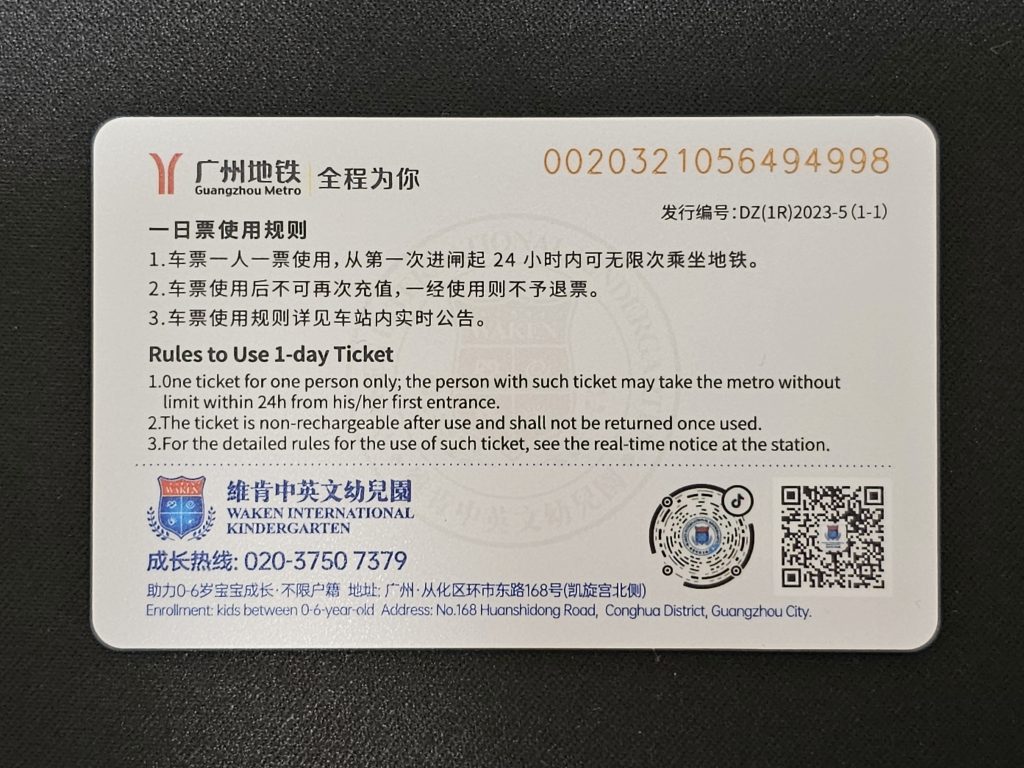 广州地铁 全程为你
Guangzhou Metro
0020321056494998
发行编号:DZ(1R)2023-5(1-1)
一日票使用规则
1.车票一人一票使用,从第一次进闸起 24 小时内可无限次乘坐地铁。
2.车票使用后不可再次充值,一经使用则不予退票。
3.车票使用规则详见车站内实时公告。
Rules to Use 1-day Ticket
1.One ticket for one person only; the person with such ticket may take the metro without
limit within 24h from his/her first entrance.
2.The ticket is non-rechargeable after use and shall not be returned once used.
3.For the detailed rules for the use of such ticket, see the real-time notice at the station.
WAKEN
維肯中英文幼兒園
WAKEN INTERNATIONAL
KINDERGARTEN
成长热线: 020-3750 7379
助力0-6岁宝宝成长·不限户籍 地址: 广州·从化区环市东路168号(凯旋宫北侧)
Enrollment: kids between 0-6-year-old Address: No.168 Huanshidong Road, Conghua District, Guangzhou City.